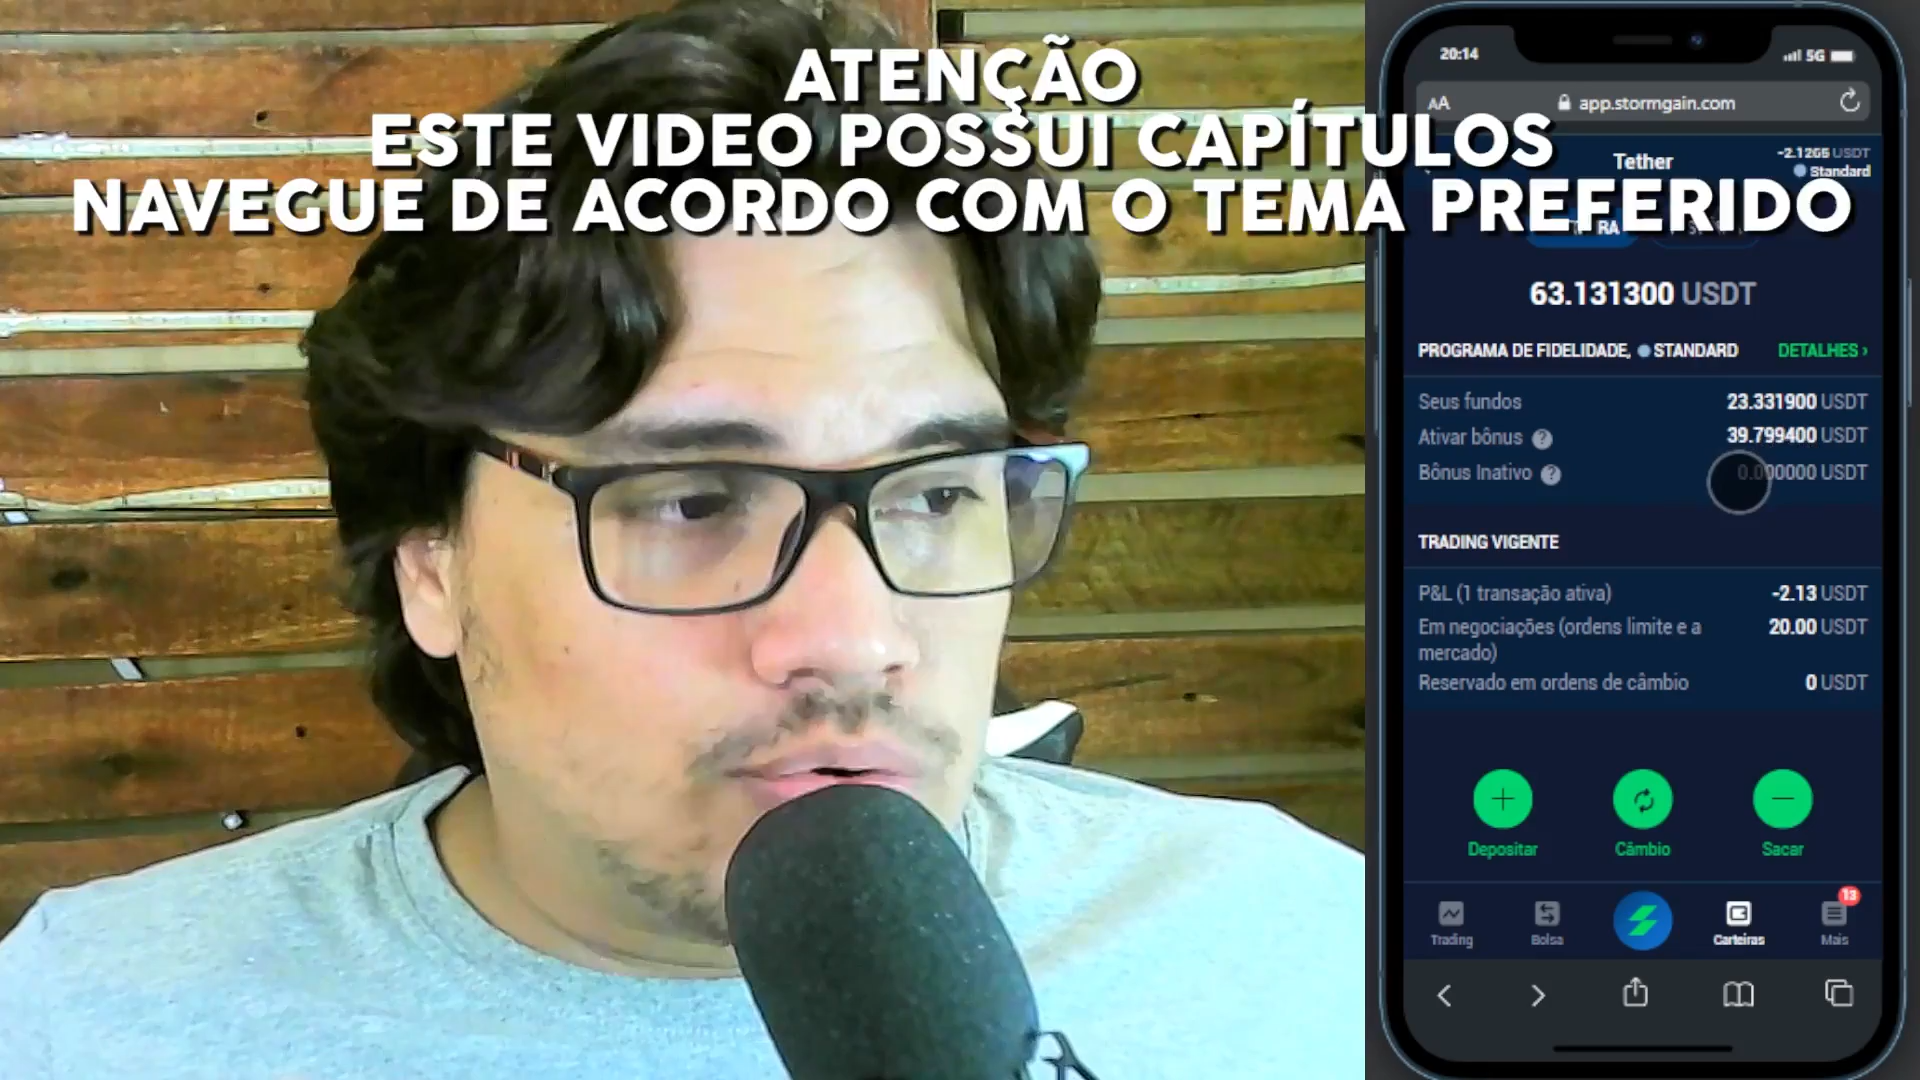 ATENÇÃO
ESTE VIDEO POSSUI CAPÍTULOS
NAVEGUE DE ACORDO COM O TEMA PREFERIDO
20:14
5G
AA
app.stormgain.com
Tether
-2.1265 USDT
Standard
RA
63.131300 USDT
PROGRAMA DE FIDELIDADE, STANDARD
DETALHES ›
Seus fundos
23.331900 USDT
Ativar bônus ?
39.799400 USDT
Bônus Inativo ?
0.000000 USDT
TRADING VIGENTE
P&L (1 transação ativa)
-2.13 USDT
Em negociações (ordens limite e a
mercado)
20.00 USDT
Reservado em ordens de câmbio
0 USDT
Depositar
Câmbio
Sacar
13
Trading
Bolsa
Carteiras
Mais